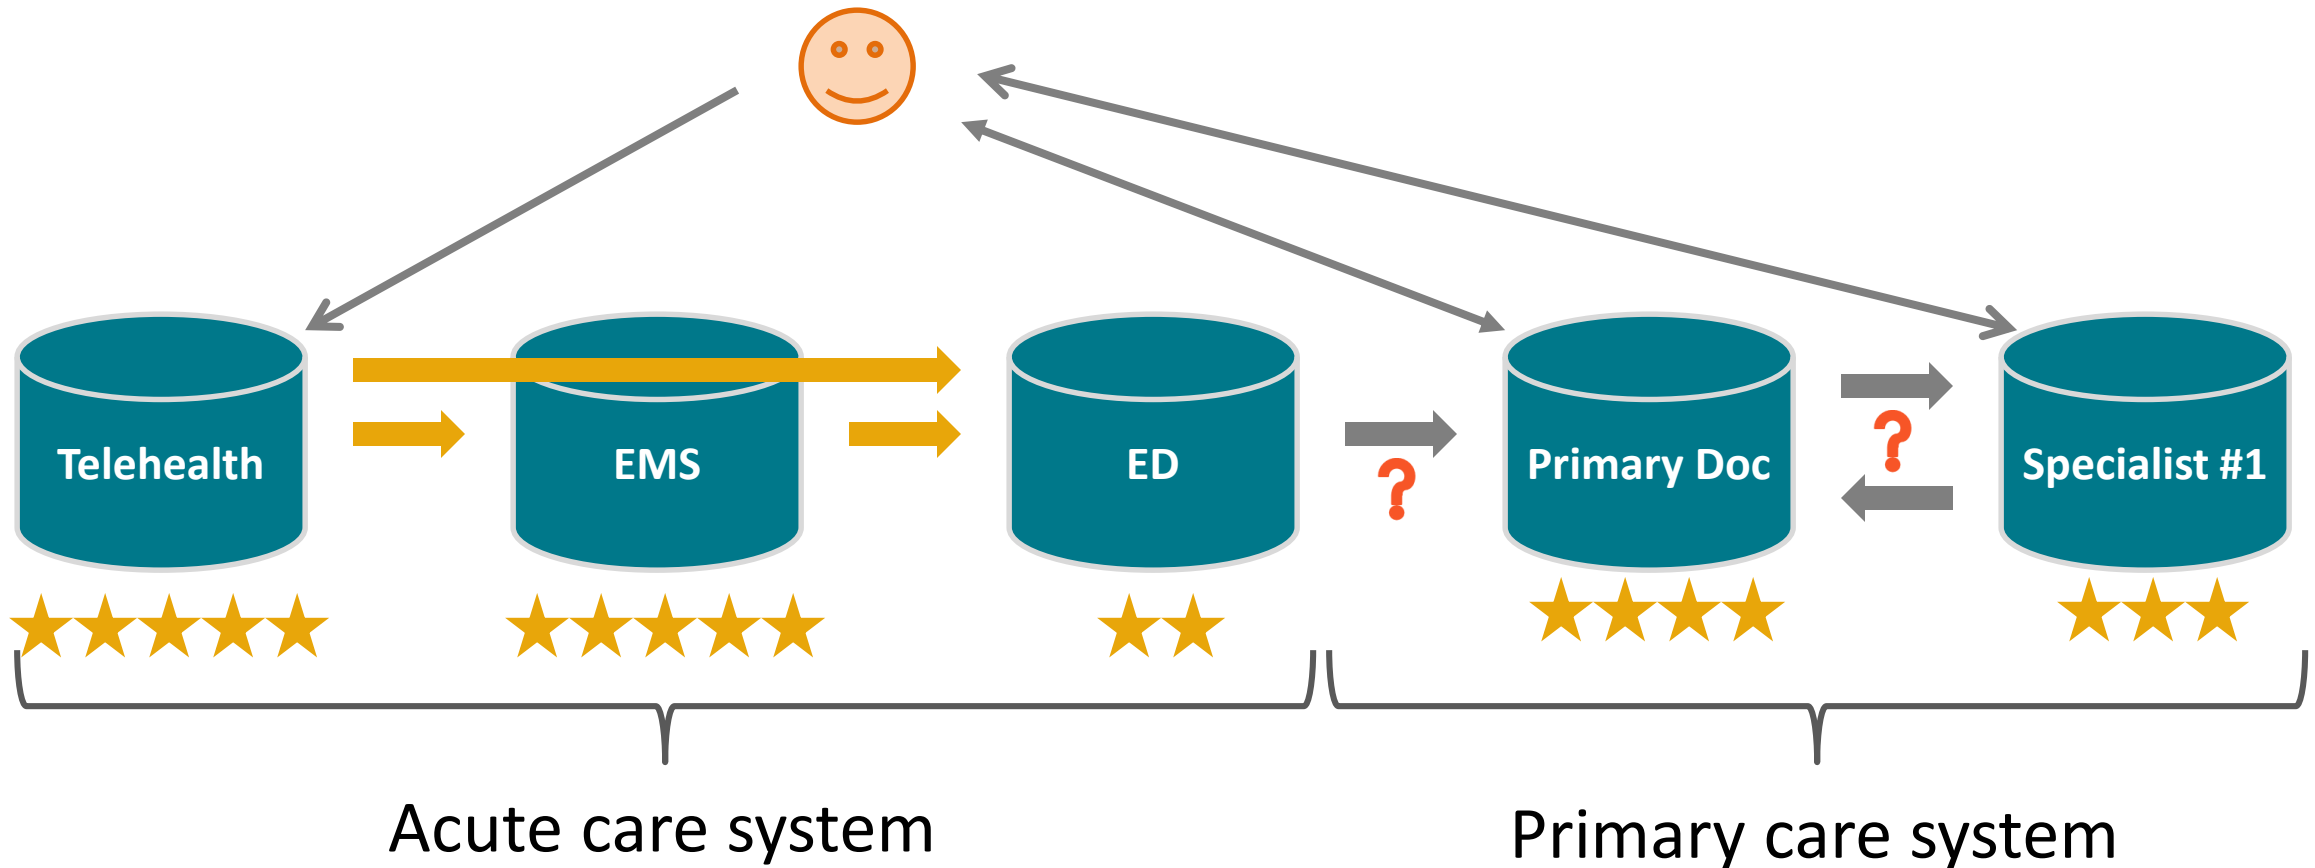 Telehealth
EMS
ED
?
Primary Doc
?
Specialist #1
Acute care system
Primary care system